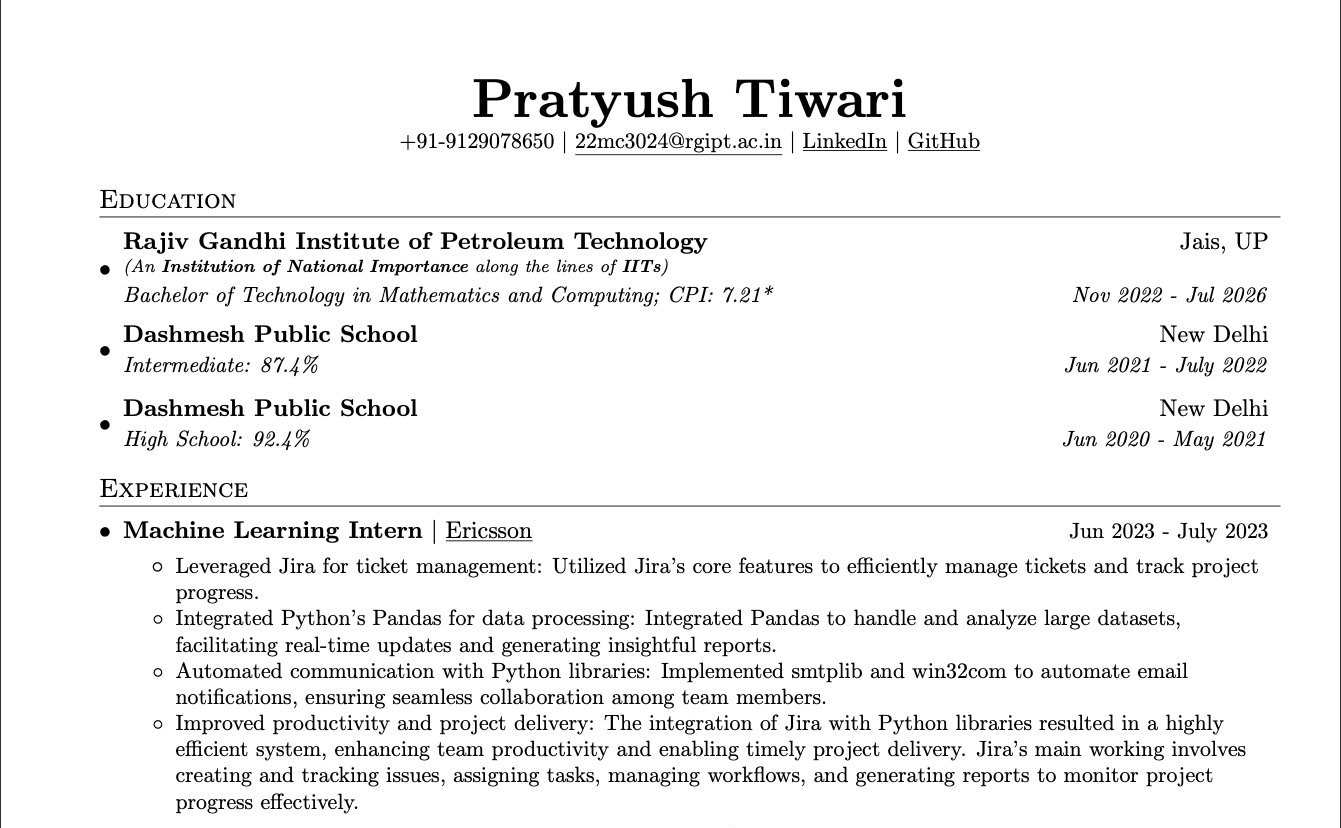 Pratyush Tiwari
+91-9129078650 | 22mc3024@rgipt.ac.in | LinkedIn | GitHub
Education
Rajiv Gandhi Institute of Petroleum Technology Jais, UP
(An Institution of National Importance along the lines of IITs)
Bachelor of Technology in Mathematics and Computing; CPI: 7.21* Nov 2022 - Jul 2026
Dashmesh Public School New Delhi
Intermediate: 87.4% Jun 2021 - July 2022
Dashmesh Public School New Delhi
High School: 92.4% Jun 2020 - May 2021
Experience
Machine Learning Intern | Ericsson Jun 2023 - July 2023
Leveraged Jira for ticket management: Utilized Jira's core features to efficiently manage tickets and track project
progress.
Integrated Python's Pandas for data processing: Integrated Pandas to handle and analyze large datasets,
facilitating real-time updates and generating insightful reports.
Automated communication with Python libraries: Implemented smtplib and win32com to automate email
notifications, ensuring seamless collaboration among team members.
Improved productivity and project delivery: The integration of Jira with Python libraries resulted in a highly
efficient system, enhancing team productivity and enabling timely project delivery. Jira's main working involves
creating and tracking issues, assigning tasks, managing workflows, and generating reports to monitor project
progress effectively.